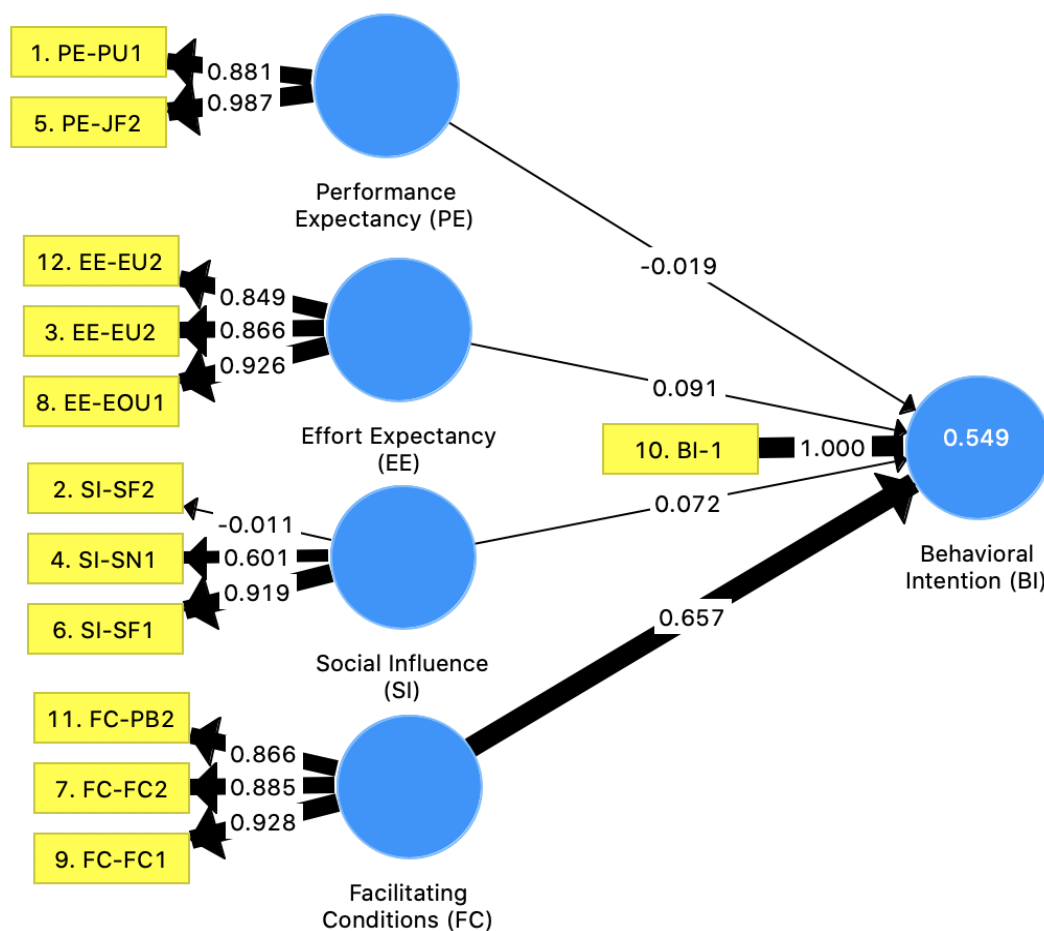 1. PE-PU1
0.881
0.987
5. PE-JF2
Performance
Expectancy (PE)
-0.019
12. EE-EU2
0.849
3. EE-EU2
0.866
0.926
8. EE-EOU1
0.091
Effort Expectancy
(EE)
10. BI-1
1.000
0.549
2. SI-SF2
-0.011
0.072
4. SI-SN1
0.601
0.919
6. SI-SF1
Behavioral
Intention (BI)
0.657
Social Influence
(SI)
11. FC-PB2
0.866
7. FC-FC2
0.885
0.928
9. FC-FC1
Facilitating
Conditions (FC)